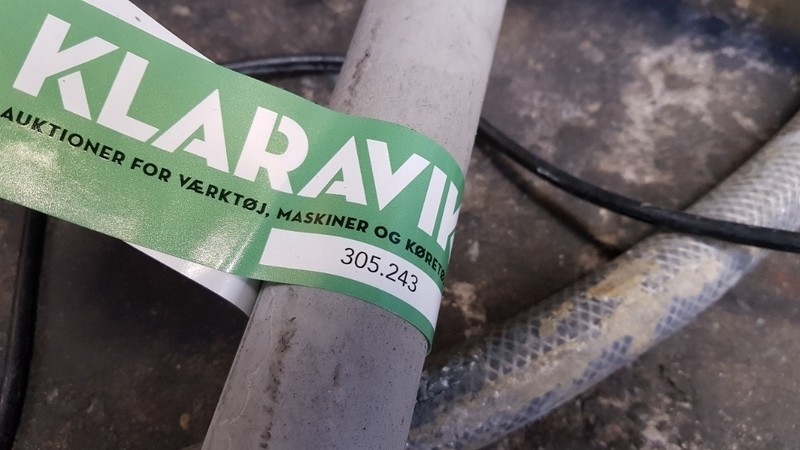 KLARAVIK
AUKTIONER FOR VÆRKTØJ, MASKINER OG
305.243